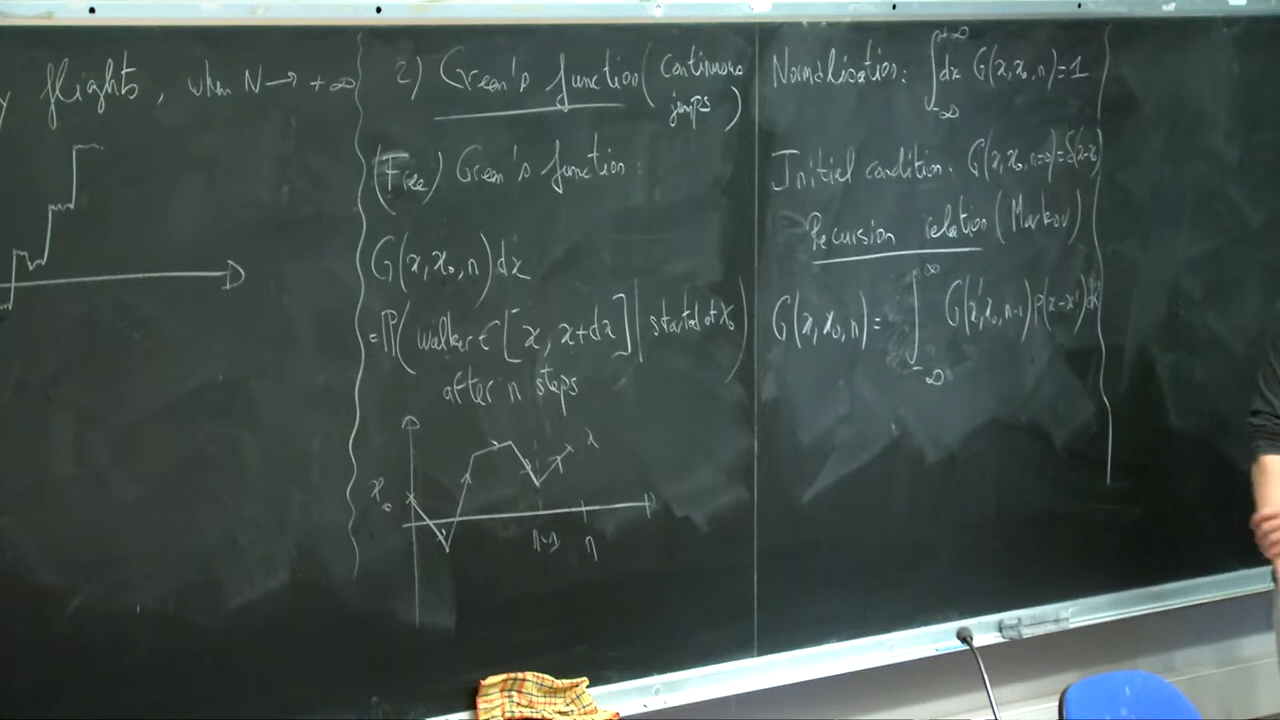 flights, when N → +∞
2) Green's function (continuous jumps)
(Free) Green's function:
G(x, x₀, n) dx
= P( walker ∈ [x, x+dx] | started at x₀ )
after n steps
x₀
x
n-1
n
Normalisation: ∫_{-∞}^{+∞} dx G(x, x₀, n) = 1
Initial condition: G(x, x₀, n=0) = δ(x-x₀)
Recursion relation (Markov)
G(x, x₀, n) = ∫_{-∞}^{∞} G(x', x₀, n-1) p(x-x') dx'